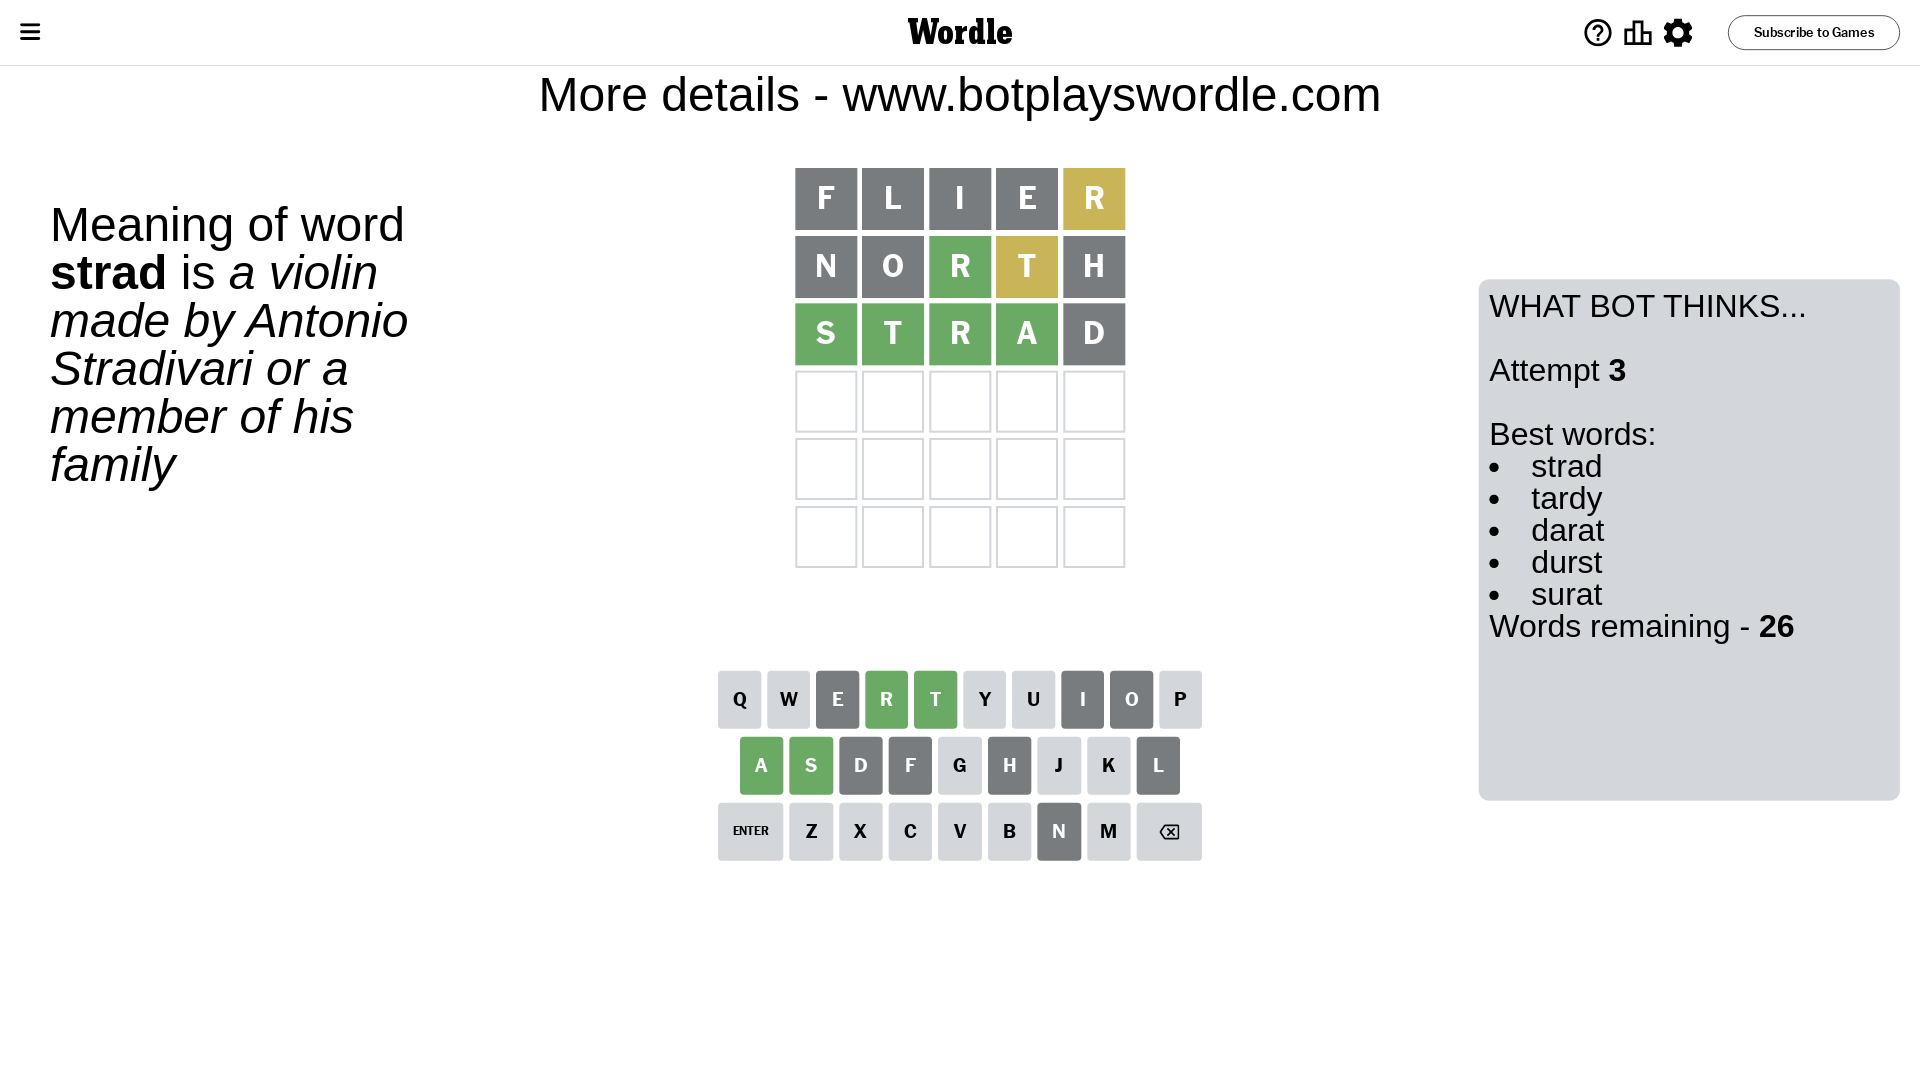 Wordle
Subscribe to Games
More details - www.botplayswordle.com
Meaning of word
strad is a violin
made by Antonio
Stradivari or a
member of his
family
F L I E R
N O R T H
S T R A D
WHAT BOT THINKS...
Attempt 3
Best words:
• strad
• tardy
• darat
• durst
• surat
Words remaining - 26
Q W E R T Y U I O P
A S D F G H J K L
ENTER Z X C V B N M